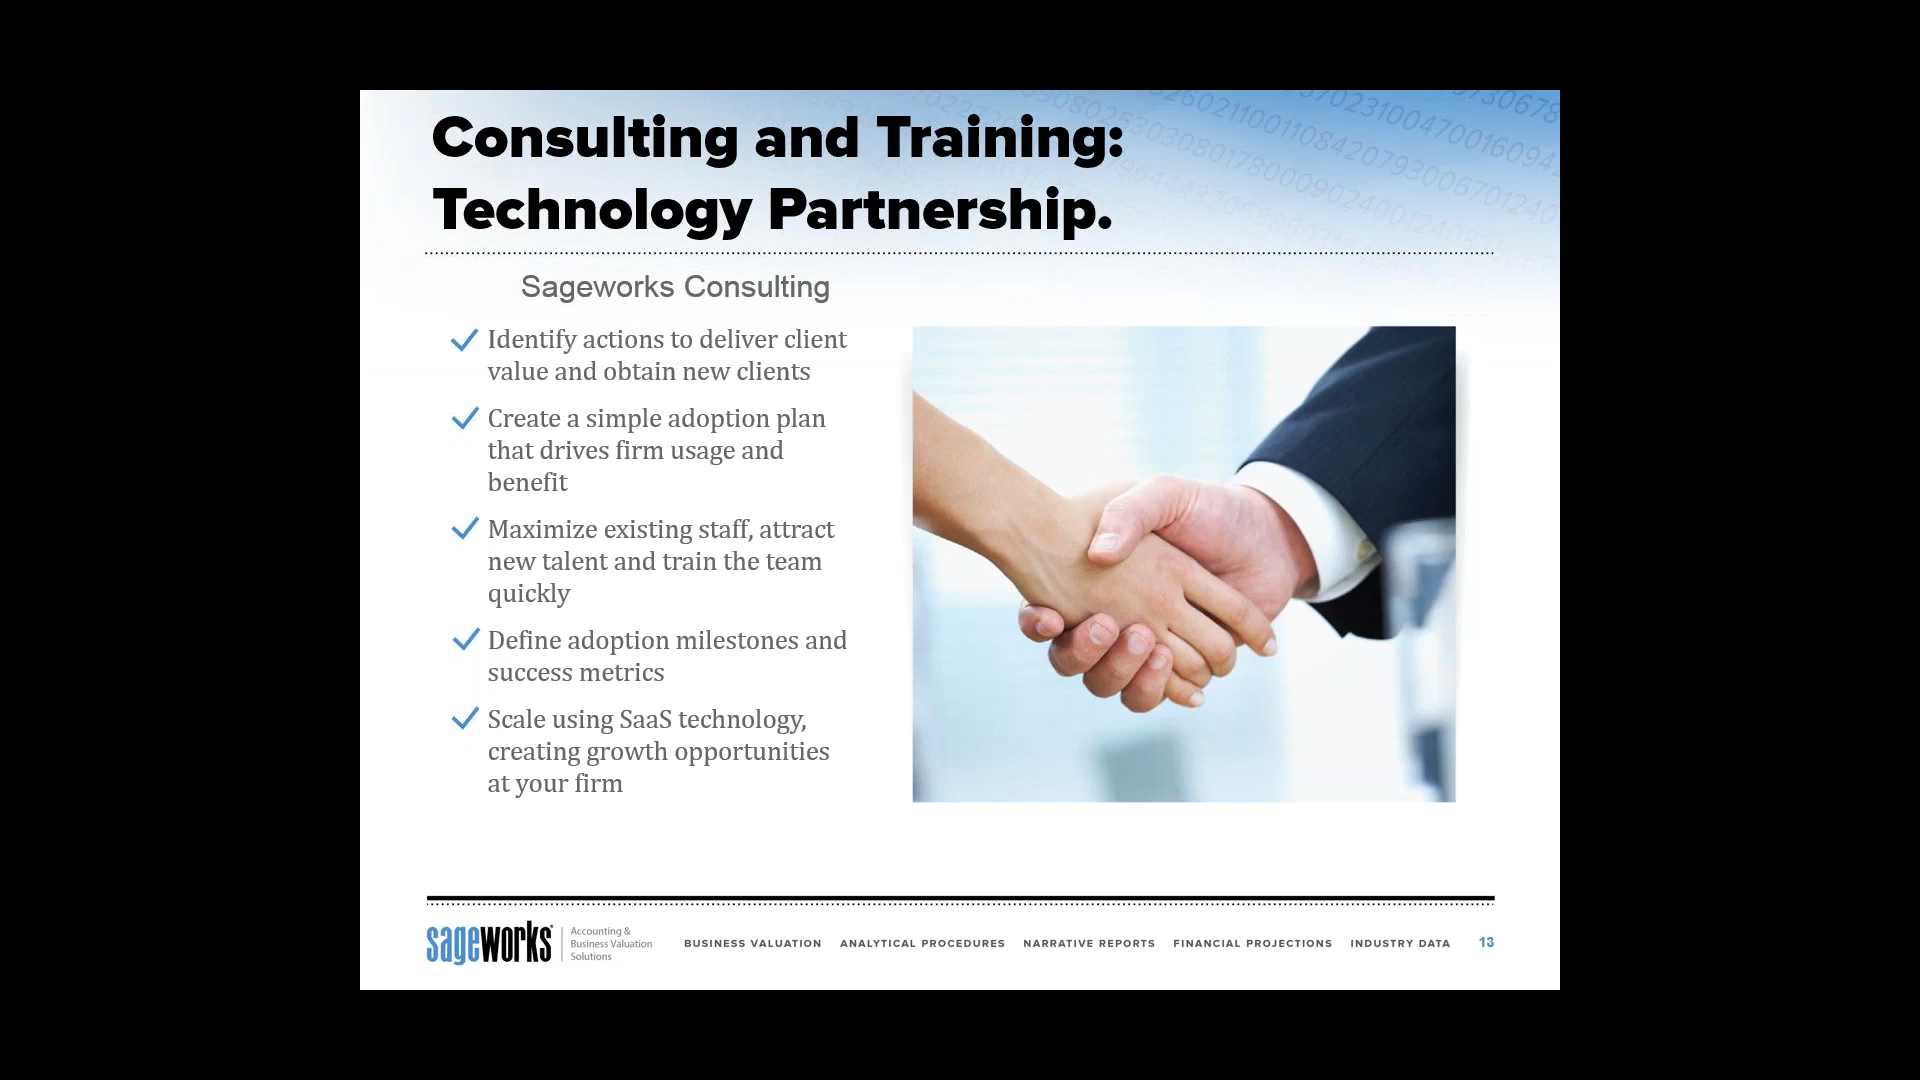 Consulting and Training:
Technology Partnership.
Sageworks Consulting
Identify actions to deliver client
value and obtain new clients
Create a simple adoption plan
that drives firm usage and
benefit
Maximize existing staff, attract
new talent and train the team
quickly
Define adoption milestones and
success metrics
Scale using SaaS technology,
creating growth opportunities
at your firm
sageworks
Accounting &
Business Valuation
Solutions
BUSINESS VALUATION ANALYTICAL PROCEDURES NARRATIVE REPORTS FINANCIAL PROJECTIONS INDUSTRY DATA 13